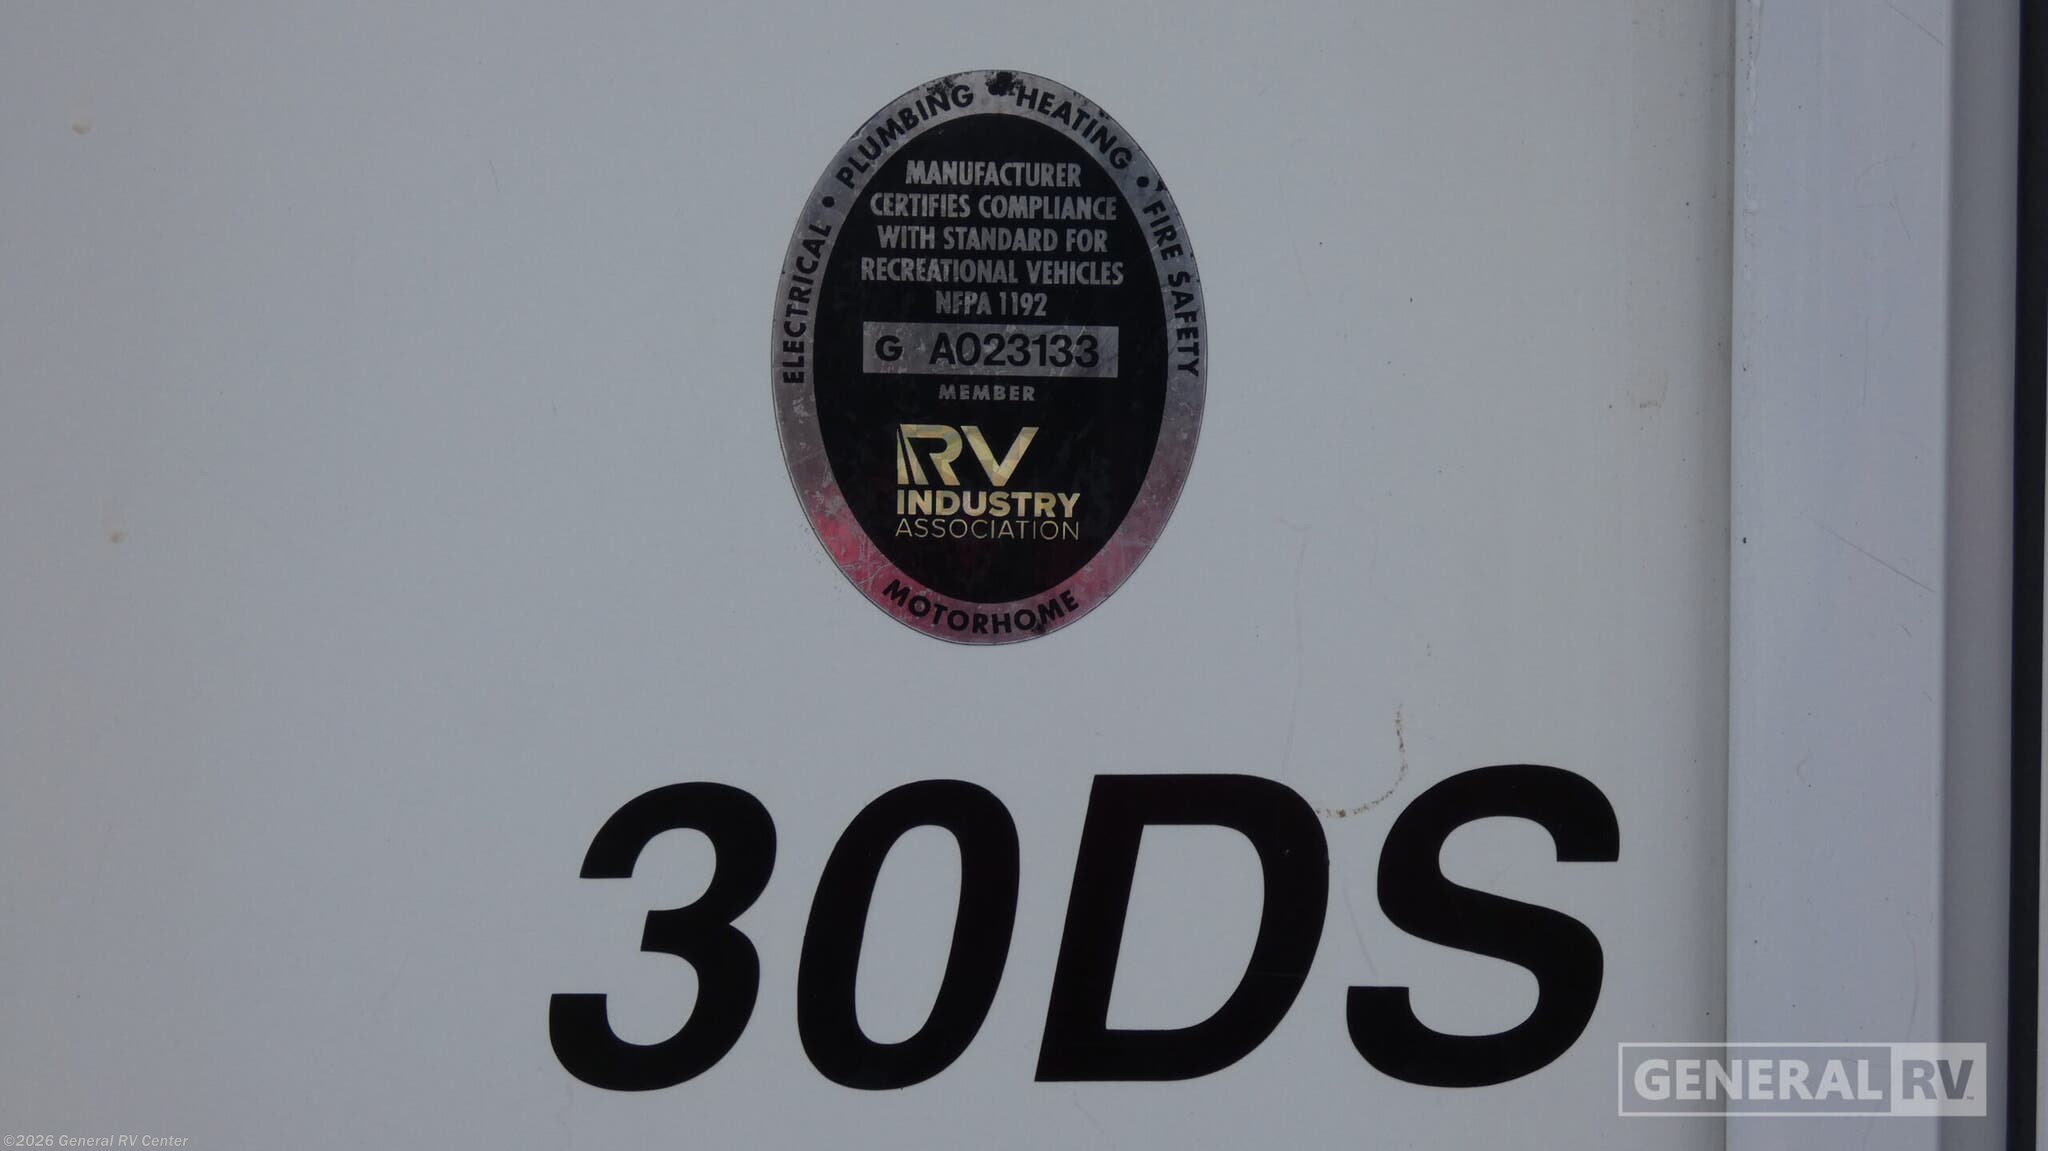 ELECTRICAL • PLUMBING • HEATING • FIRE SAFETY
MANUFACTURER
CERTIFIES COMPLIANCE
WITH STANDARD FOR
RECREATIONAL VEHICLES
NFPA 1192
G A023133
MEMBER
RV
INDUSTRY
ASSOCIATION
MOTORHOME
30DS
GENERAL RV
©2026 General RV Center